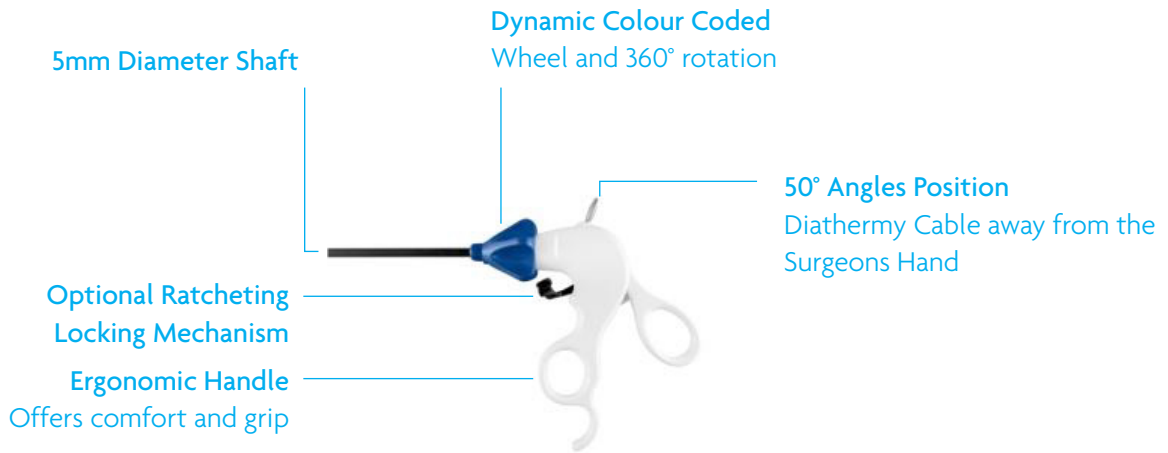 Dynamic Colour Coded
Wheel and 360° rotation
5mm Diameter Shaft
50° Angles Position
Diathermy Cable away from the
Surgeons Hand
Optional Ratcheting
Locking Mechanism
Ergonomic Handle
Offers comfort and grip